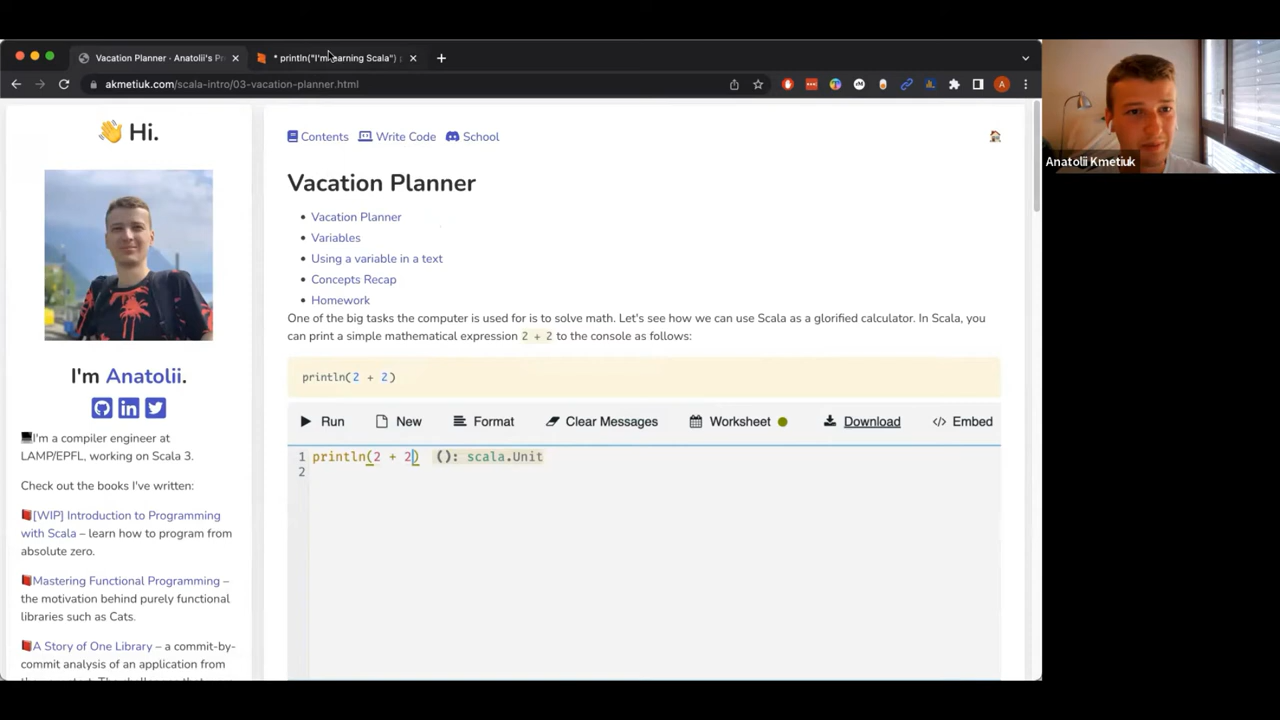 Vacation Planner - Anatolii's Pr
* println("I'm learning Scala")
akmetiuk.com/scala-intro/03-vacation-planner.html
A
👋 Hi.
I'm Anatolii.
💻I'm a compiler engineer at
LAMP/EPFL, working on Scala 3.
Check out the books I've written:
📕[WIP] Introduction to Programming
with Scala – learn how to program from
absolute zero.
📕Mastering Functional Programming –
the motivation behind purely functional
libraries such as Cats.
📕A Story of One Library – a commit-by-
commit analysis of an application from
Contents
Write Code
School
Vacation Planner
• Vacation Planner
• Variables
• Using a variable in a text
• Concepts Recap
• Homework
One of the big tasks the computer is used for is to solve math. Let's see how we can use Scala as a glorified calculator. In Scala, you
can print a simple mathematical expression 2 + 2 to the console as follows:
println(2 + 2)
Run
New
Format
Clear Messages
Worksheet
Download
Embed
1 println(2 + 2) (): scala.Unit
2
Anatolii Kmetiuk